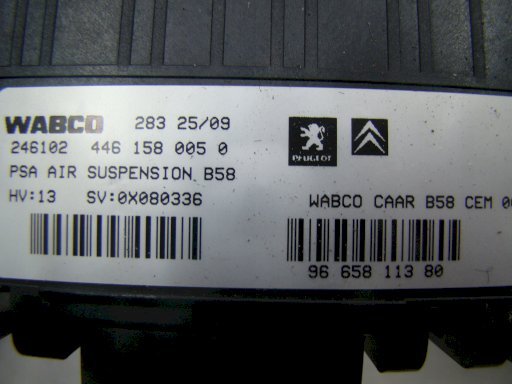 WABCO 283 25/09
246102 446 158 005 0
PSA AIR SUSPENSION B58
HV:13 SV:0X080336
PEUGEOT
WABCO CAAR B58 CEM
96 658 113 80